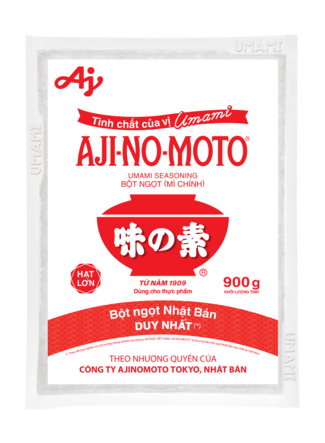 UMAMI
Aj
Tinh chất của vị Umami
AJI-NO-MOTO®
UMAMI SEASONING
BỘT NGỌT (MÌ CHÍNH)
味の素
®
TỪ NĂM 1909
Dùng cho thực phẩm
HẠT
LỚN
900g
KHỐI LƯỢNG TỊNH
Bột ngọt Nhật Bản
DUY NHẤT (*)
THEO NHƯỢNG QUYỀN CỦA
CÔNG TY AJINOMOTO TOKYO, NHẬT BẢN
UMAMI
UMAMI